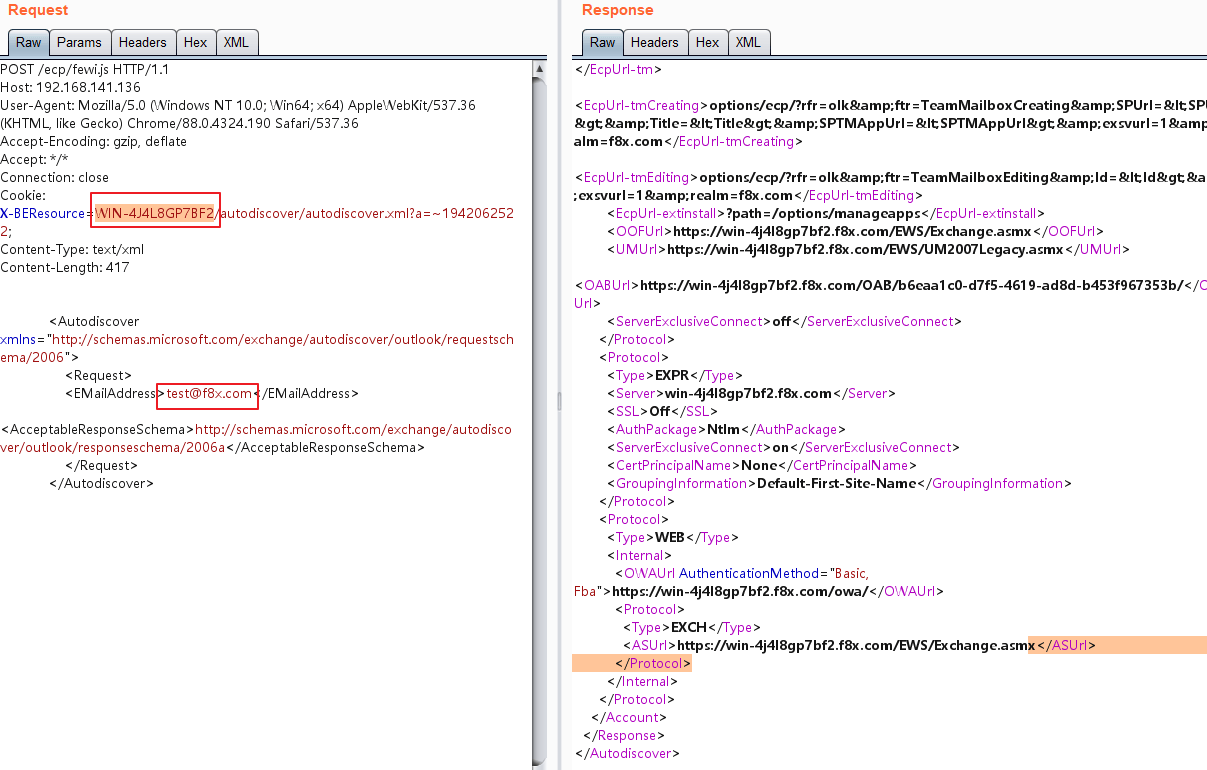 Request
Raw Params Headers Hex XML
POST /ecp/fewi.js HTTP/1.1
Host: 192.168.141.136
User-Agent: Mozilla/5.0 (Windows NT 10.0; Win64; x64) AppleWebKit/537.36
(KHTML, like Gecko) Chrome/88.0.4324.190 Safari/537.36
Accept-Encoding: gzip, deflate
Accept: */*
Connection: close
Cookie:
X-BEResource=WIN-4J4L8GP7BF2/autodiscover/autodiscover.xml?a=~194206252
2;
Content-Type: text/xml
Content-Length: 417
<Autodiscover
xmlns="http://schemas.microsoft.com/exchange/autodiscover/outlook/requestsch
ema/2006">
<Request>
<EMailAddress>test@f8x.com</EMailAddress>
<AcceptableResponseSchema>http://schemas.microsoft.com/exchange/autodisco
ver/outlook/responseschema/2006a</AcceptableResponseSchema>
</Request>
</Autodiscover>
Response
Raw Headers Hex XML
</EcpUrl-tm>
<EcpUrl-tmCreating>options/ecp/?rfr=olk&amp;ftr=TeamMailboxCreating&amp;SPUrl=&lt;SPU
&gt;&amp;Title=&lt;Title&gt;&amp;SPTMAppUrl=&lt;SPTMAppUrl&gt;&amp;exsvurl=1&amp
alm=f8x.com</EcpUrl-tmCreating>
<EcpUrl-tmEditing>options/ecp/?rfr=olk&amp;ftr=TeamMailboxEditing&amp;Id=&lt;Id&gt;&a
;exsvurl=1&amp;realm=f8x.com</EcpUrl-tmEditing>
<EcpUrl-extinstall>?path=/options/manageapps</EcpUrl-extinstall>
<OOFUrl>https://win-4j4l8gp7bf2.f8x.com/EWS/Exchange.asmx</OOFUrl>
<UMUrl>https://win-4j4l8gp7bf2.f8x.com/EWS/UM2007Legacy.asmx</UMUrl>
<OABUrl>https://win-4j4l8gp7bf2.f8x.com/OAB/b6eaa1c0-d7f5-4619-ad8d-b453f967353b/</O
Url>
<ServerExclusiveConnect>off</ServerExclusiveConnect>
</Protocol>
<Protocol>
<Type>EXPR</Type>
<Server>win-4j4l8gp7bf2.f8x.com</Server>
<SSL>Off</SSL>
<AuthPackage>Ntlm</AuthPackage>
<ServerExclusiveConnect>on</ServerExclusiveConnect>
<CertPrincipalName>None</CertPrincipalName>
<GroupingInformation>Default-First-Site-Name</GroupingInformation>
</Protocol>
<Protocol>
<Type>WEB</Type>
<Internal>
<OWAUrl AuthenticationMethod="Basic,
Fba">https://win-4j4l8gp7bf2.f8x.com/owa/</OWAUrl>
<Protocol>
<Type>EXCH</Type>
<ASUrl>https://win-4j4l8gp7bf2.f8x.com/EWS/Exchange.asmx</ASUrl>
</Protocol>
</Internal>
</Protocol>
</Account>
</Response>
</Autodiscover>